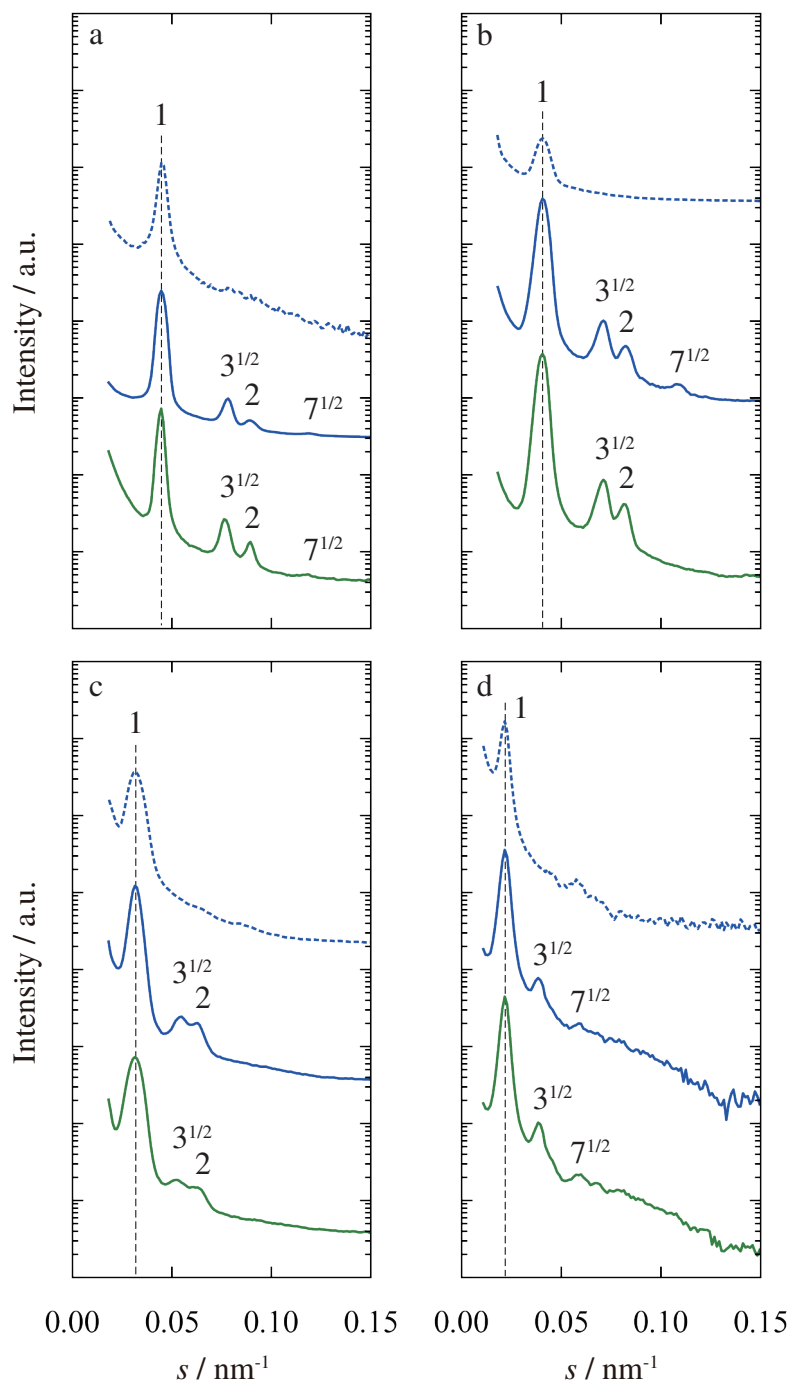 a
1
3^{1/2}
2
7^{1/2}
3^{1/2}
2
7^{1/2}
b
1
3^{1/2}
2
7^{1/2}
3^{1/2}
2
Intensity / a.u.
c
1
3^{1/2}
2
3^{1/2}
2
d
1
3^{1/2}
7^{1/2}
3^{1/2}
7^{1/2}
Intensity / a.u.
0.00 0.05 0.10 0.15
s / nm^{-1}
0.00 0.05 0.10 0.15
s / nm^{-1}